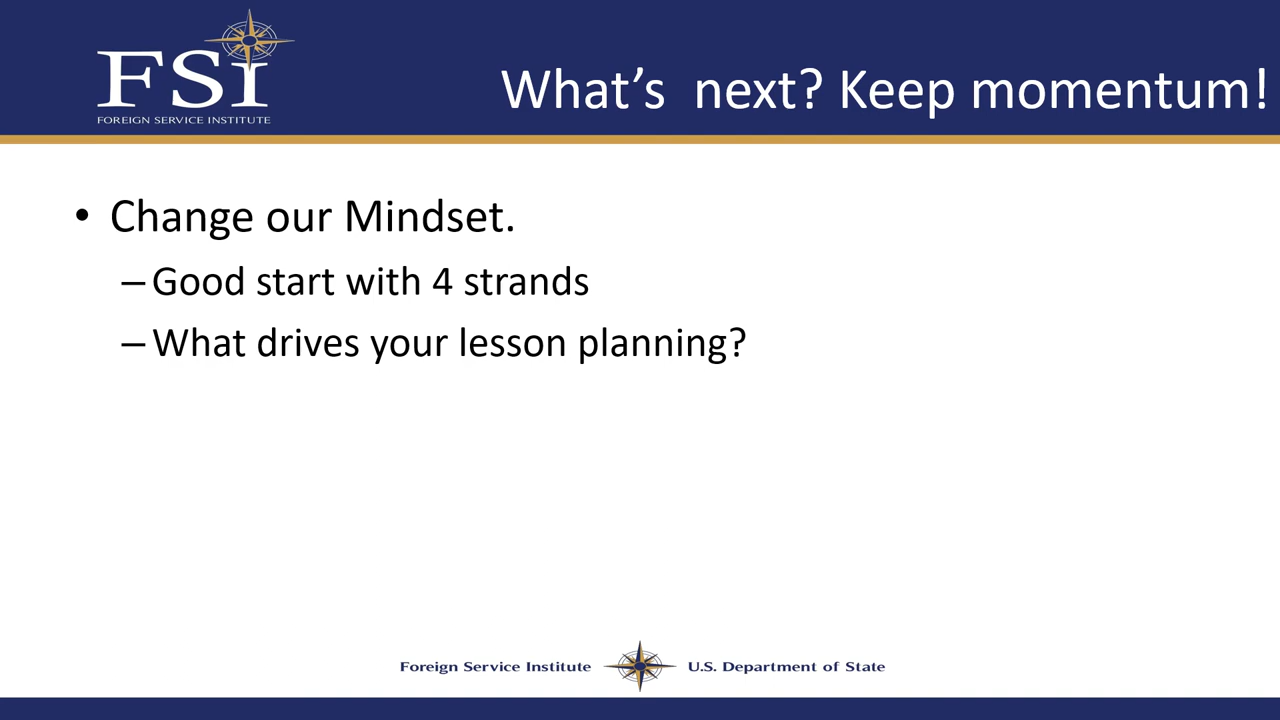 FSI
FOREIGN SERVICE INSTITUTE
What’s  next? Keep momentum!
• Change our Mindset.
– Good start with 4 strands
– What drives your lesson planning?
Foreign Service Institute U.S. Department of State